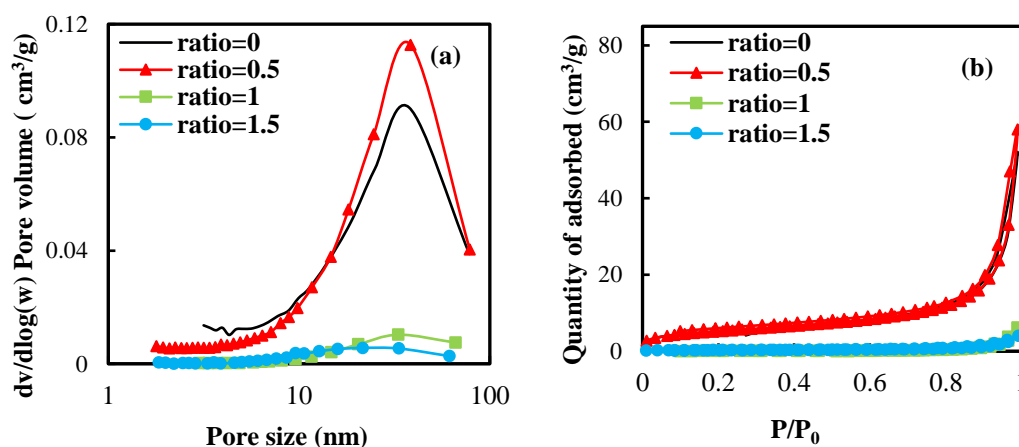 dv/dlog(w) Pore volume ( cm³/g)
0.12
0.08
0.04
0
1
10
100
Pore size (nm)
ratio=0
ratio=0.5
ratio=1
ratio=1.5
(a)
Quantity of adsorbed (cm³/g)
80
60
40
20
0
0
0.2
0.4
0.6
0.8
1
P/P₀
ratio=0
ratio=0.5
ratio=1
ratio=1.5
(b)